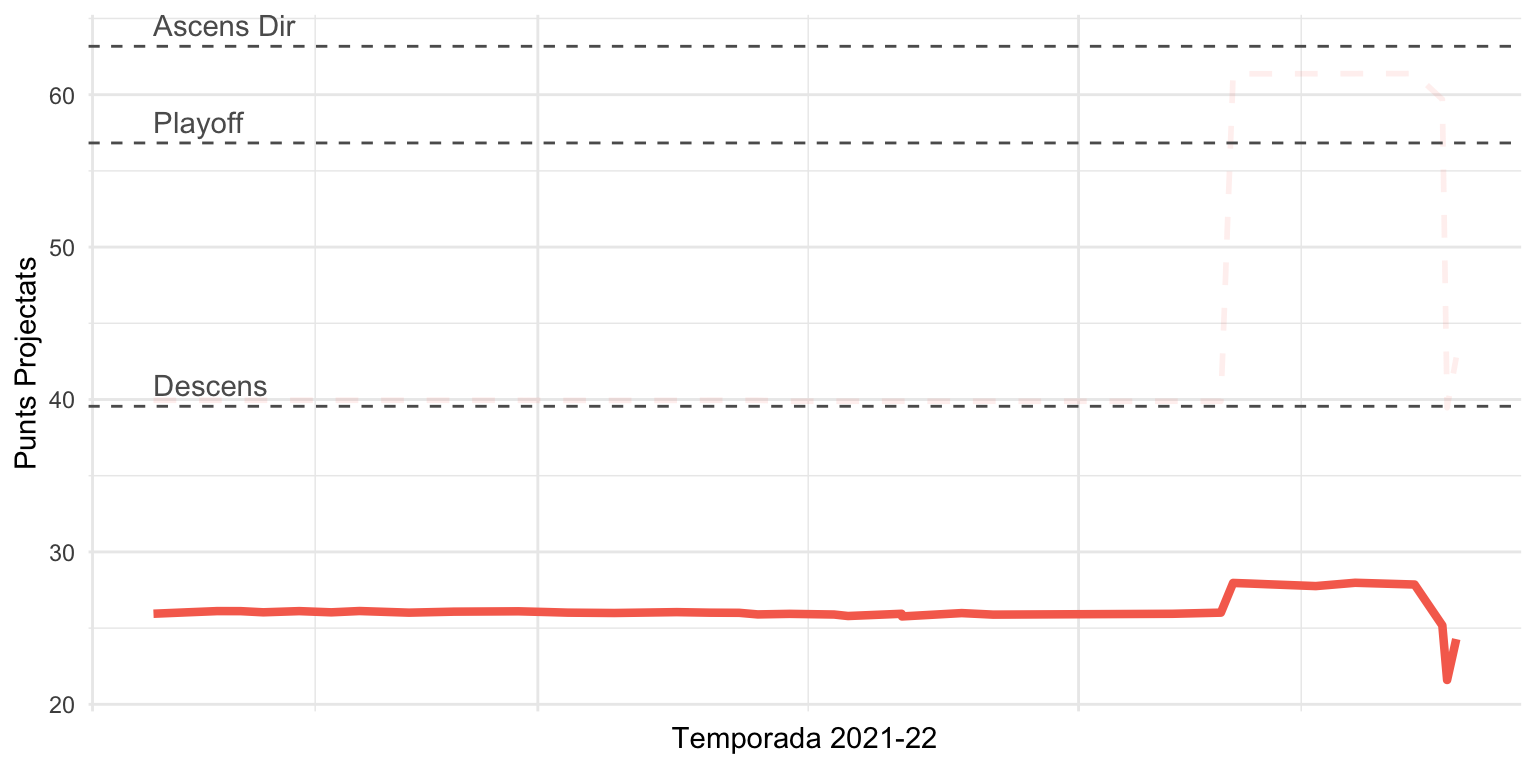 Ascens Dir
60
Playoff
50
Descens
40
30
20
Punts Projectats
Temporada 2021-22